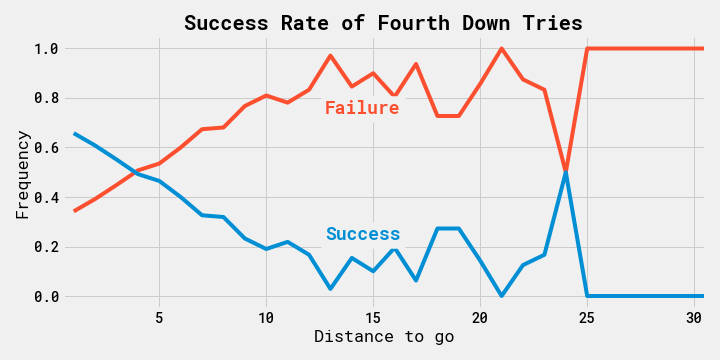 Success Rate of Fourth Down Tries
1.0
0.8
0.6
0.4
0.2
0.0
Frequency
Failure
Success
5 10 15 20 25 30
Distance to go